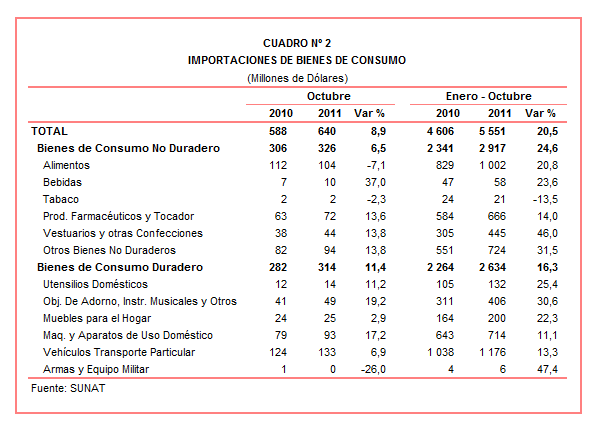 CUADRO Nº 2
IMPORTACIONES DE BIENES DE CONSUMO
(Millones de Dólares)
Octubre Enero - Octubre
2010 2011 Var % 2010 2011 Var %
TOTAL 588 640 8,9 4 606 5 551 20,5
Bienes de Consumo No Duradero 306 326 6,5 2 341 2 917 24,6
Alimentos 112 104 -7,1 829 1 002 20,8
Bebidas 7 10 37,0 47 58 23,6
Tabaco 2 2 -2,3 24 21 -13,5
Prod. Farmacéuticos y Tocador 63 72 13,6 584 666 14,0
Vestuarios y otras Confecciones 38 44 13,8 305 445 46,0
Otros Bienes No Duraderos 82 94 13,8 551 724 31,5
Bienes de Consumo Duradero 282 314 11,4 2 264 2 634 16,3
Utensilios Domésticos 12 14 11,2 105 132 25,4
Obj. De Adorno, Instr. Musicales y Otros 41 49 19,2 311 406 30,6
Muebles para el Hogar 24 25 2,9 164 200 22,3
Maq. y Aparatos de Uso Doméstico 79 93 17,2 643 714 11,1
Vehículos Transporte Particular 124 133 6,9 1 038 1 176 13,3
Armas y Equipo Militar 1 0 -26,0 4 6 47,4
Fuente: SUNAT